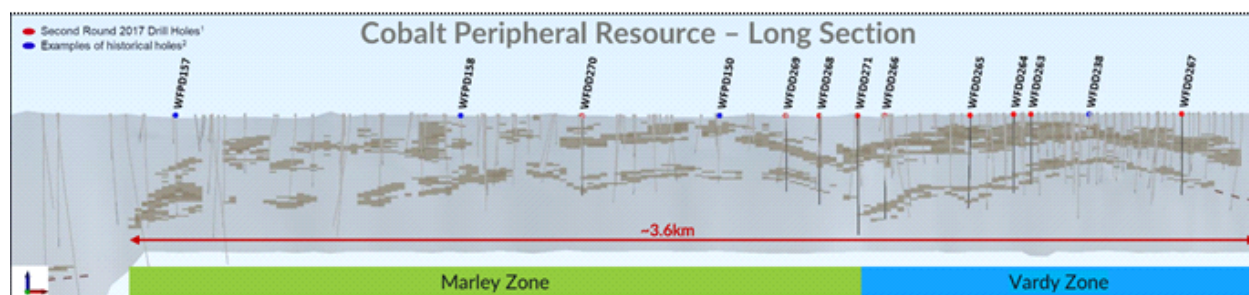 Cobalt Peripheral Resource – Long Section
Second Round 2017 Drill Holes¹
Examples of historical holes²
WFPD157
WFPD158
WFDD270
WFPD150
WFDD269
WFDD268
WFDD271
WFDD266
WFDD265
WFDD264
WFDD263
WFDD238
WFDD267
~3.6km
Marley Zone
Vardy Zone